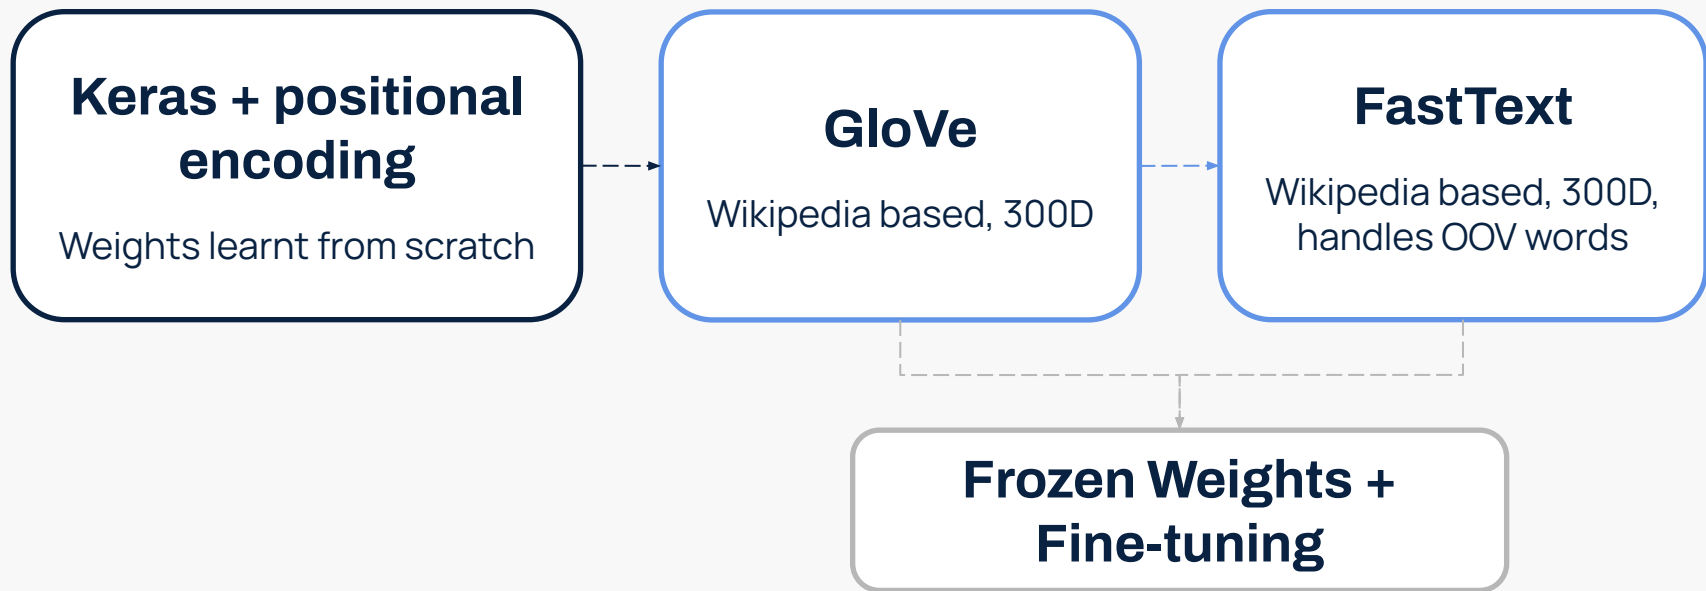 Keras + positional
encoding
Weights learnt from scratch
GloVe
Wikipedia based, 300D
FastText
Wikipedia based, 300D,
handles OOV words
Frozen Weights +
Fine-tuning